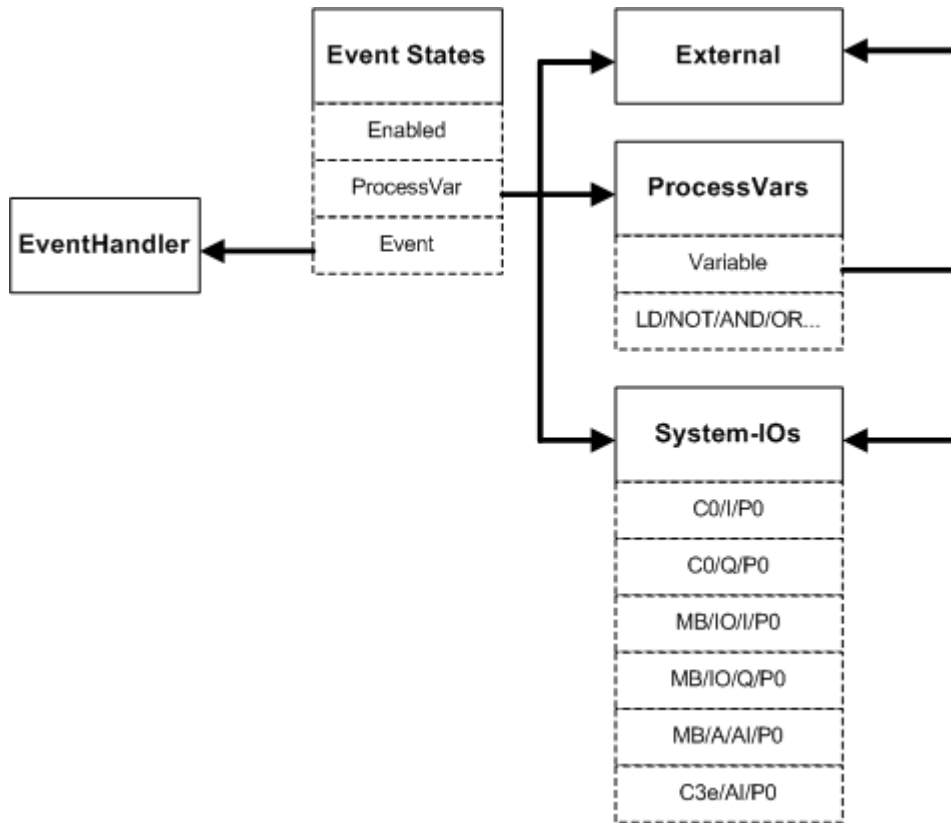 Event States
Enabled
ProcessVar
Event
EventHandler
External
ProcessVars
Variable
LD/NOT/AND/OR...
System-IOs
C0/I/P0
C0/Q/P0
MB/IO/I/P0
MB/IO/Q/P0
MB/A/AI/P0
C3e/AI/P0